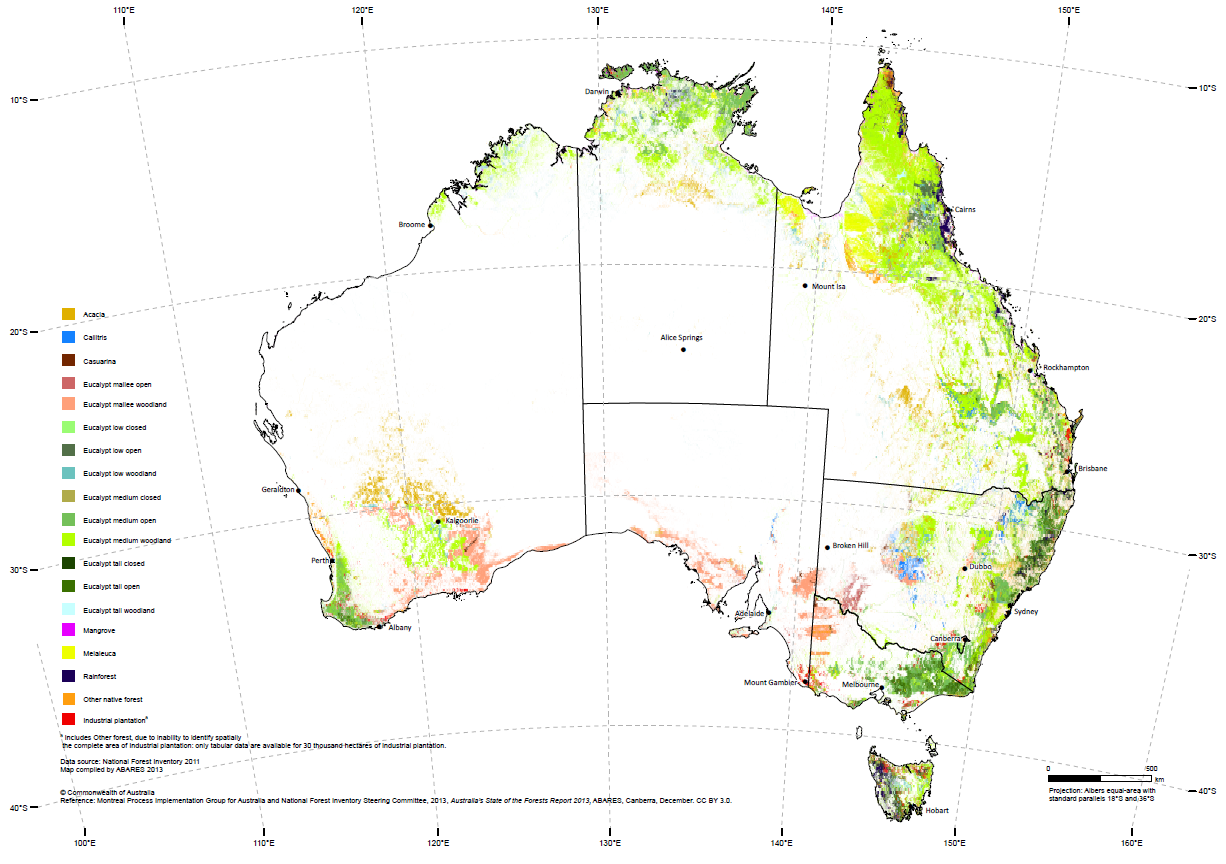 110°E 120°E 130°E 140°E 150°E
10°S 10°S
Darwin
Cairns
Broome
Mount Isa
20°S 20°S
Acacia
Callitris
Alice Springs
Casuarina
Rockhampton
Eucalypt mallee open
Eucalypt mallee woodland
Eucalypt low closed
Eucalypt low open
Eucalypt low woodland
Brisbane
Geraldton
Eucalypt medium closed
Eucalypt medium open
Kalgoorlie
Eucalypt medium woodland
Broken Hill
30°S 30°S
Perth
Dubbo
Eucalypt tall closed
Eucalypt tall open
Eucalypt tall woodland
Adelaide
Sydney
Mangrove
Albany
Canberra
Melaleuca
Rainforest
Mount Gambier
Melbourne
Other native forest
Industrial plantation*
* Includes Other forest, due to inability to identify spatially
the complete area of industrial plantation: only tabular data are available for 30 thousand hectares of industrial plantation.
Data source: National Forest Inventory 2011
Map compiled by ABARES 2013
0 500
km
Projection: Albers equal-area with
standard parallels 18°S and 36°S
© Commonwealth of Australia
Reference: Montreal Process Implementation Group for Australia and National Forest Inventory Steering Committee, 2013, Australia's State of the Forests Report 2013, ABARES, Canberra, December. CC BY 3.0.
40°S 40°S
Hobart
100°E 110°E 120°E 130°E 140°E 150°E 160°E